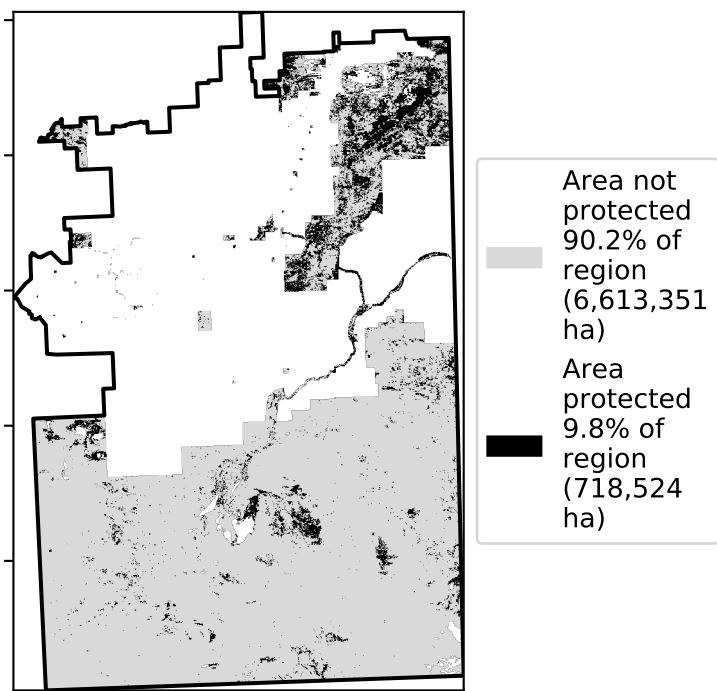 Area not
protected
90.2% of
region
(6,613,351
ha)
Area
protected
9.8% of
region
(718,524
ha)